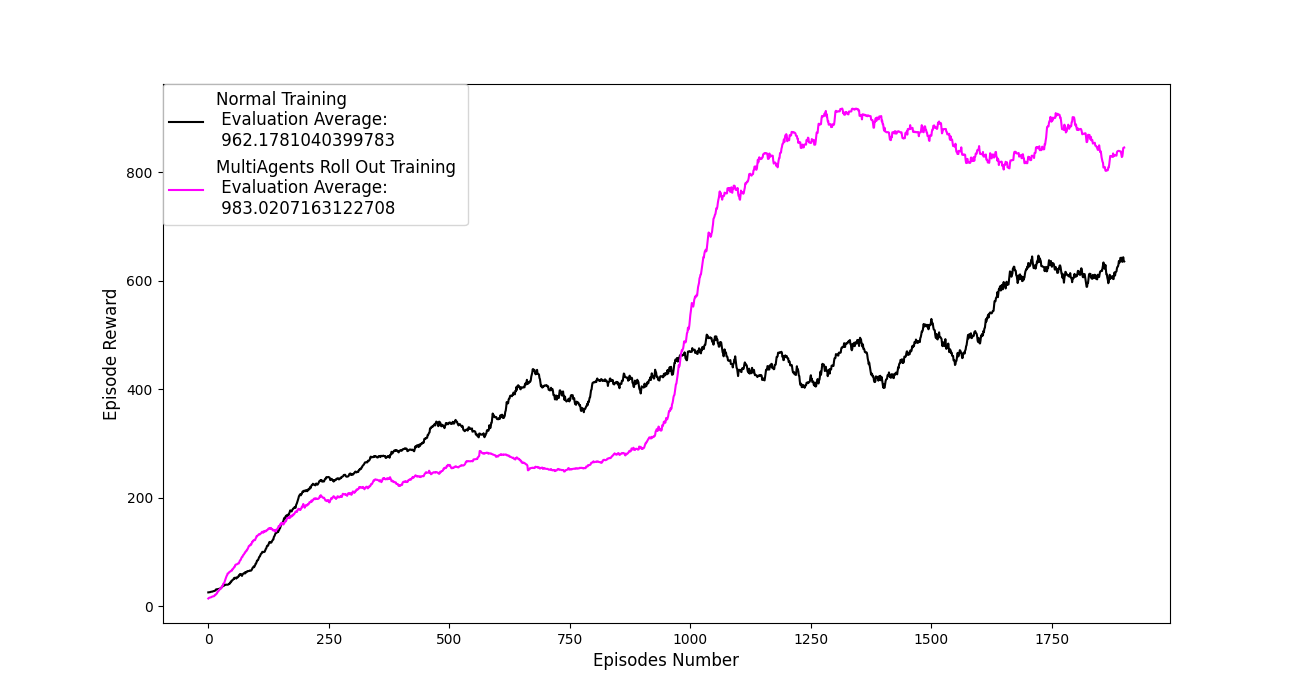 Normal Training
Evaluation Average:
962.1781040399783
MultiAgents Roll Out Training
Evaluation Average:
983.0207163122708
800
600
400
200
0
Episode Reward
0 250 500 750 1000 1250 1500 1750
Episodes Number